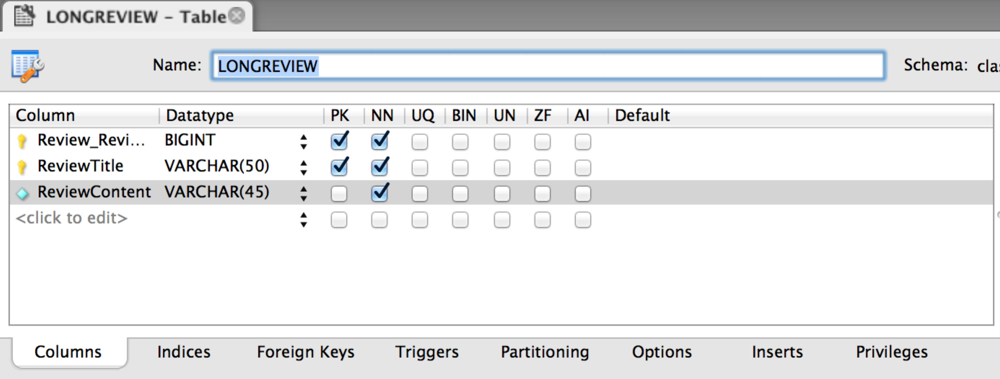 LONGREVIEW - Table
Name: LONGREVIEW Schema: clas
Column Datatype PK NN UQ BIN UN ZF AI Default
Review_Revi... BIGINT
ReviewTitle VARCHAR(50)
ReviewContent VARCHAR(45)
<click to edit>
Columns Indices Foreign Keys Triggers Partitioning Options Inserts Privileges